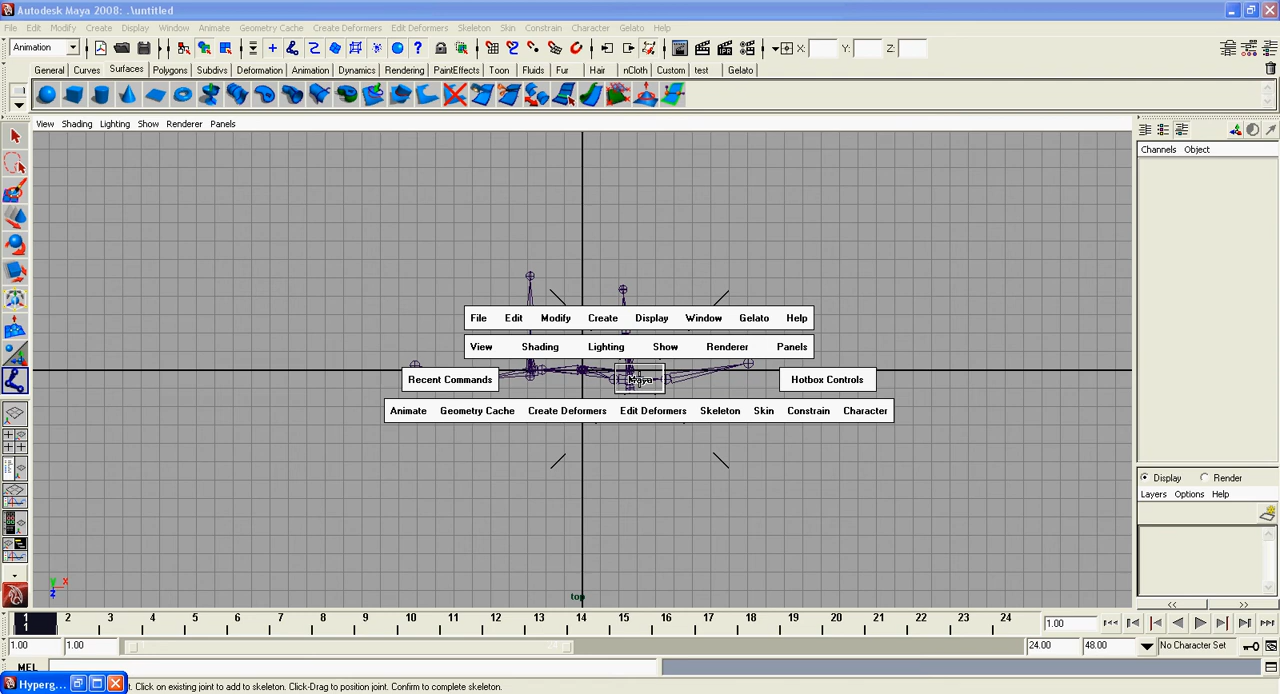 Autodesk Maya 2008: .\untitled
File Edit Modify Create Display Window Animate Geometry Cache Create Deformers Edit Deformers Skeleton Skin Constrain Character Gelato Help
Animation X: Y: Z:
General Curves Surfaces Polygons Subdivs Deformation Animation Dynamics Rendering PaintEffects Toon Fluids Fur Hair nCloth Custom test Gelato
View Shading Lighting Show Renderer Panels
Channels Object
File Edit Modify Create Display Window Gelato Help
View Shading Lighting Show Renderer Panels
Recent Commands Maya Hotbox Controls
Animate Geometry Cache Create Deformers Edit Deformers Skeleton Skin Constrain Character
Display Render
Layers Options Help
y x
z
top
<< >>
1 2 3 4 5 6 7 8 9 10 11 12 13 14 15 16 17 18 19 20 21 22 23 24
1 1.00
1.00 1.00 24.00 48.00 No Character Set
MEL
Hyperg... t. Click on existing joint to add to skeleton. Click-Drag to position joint. Confirm to complete skeleton.